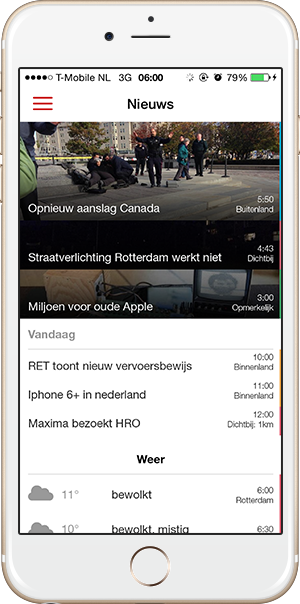 T-Mobile NL 3G 06:00 79%
Nieuws
5:50
Opnieuw aanslag Canada Buitenland
4:43
Straatverlichting Rotterdam werkt niet Dichtbij
3:00
Miljoen voor oude Apple Opmerkelijk
Vandaag
10:00
RET toont nieuw vervoersbewijs Binnenland
11:00
Iphone 6+ in nederland Binnenland
12:00
Maxima bezoekt HRO Dichtbij: 1km
Weer
11° bewolkt 6:00
Rotterdam
10° bewolkt, mistig 6:30